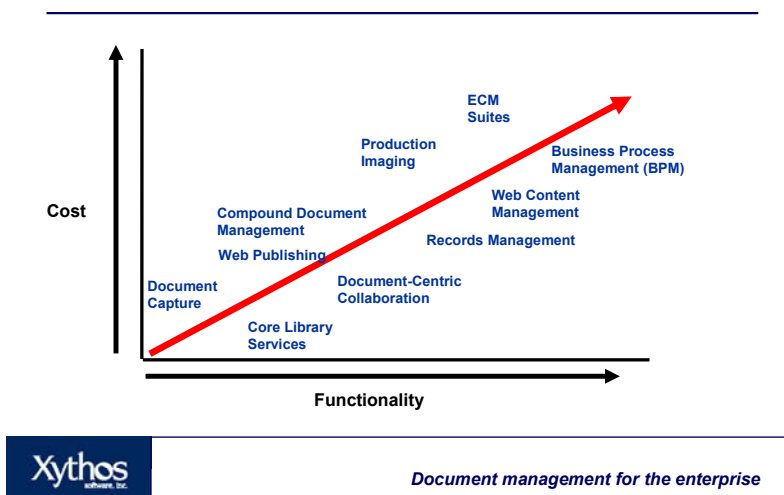 ECM
Suites
Production
Imaging
Business Process
Management (BPM)
Web Content
Management
Cost
Compound Document
Management
Records Management
Web Publishing
Document-Centric
Collaboration
Document
Capture
Core Library
Services
Functionality
Xythos
software, inc.
Document management for the enterprise